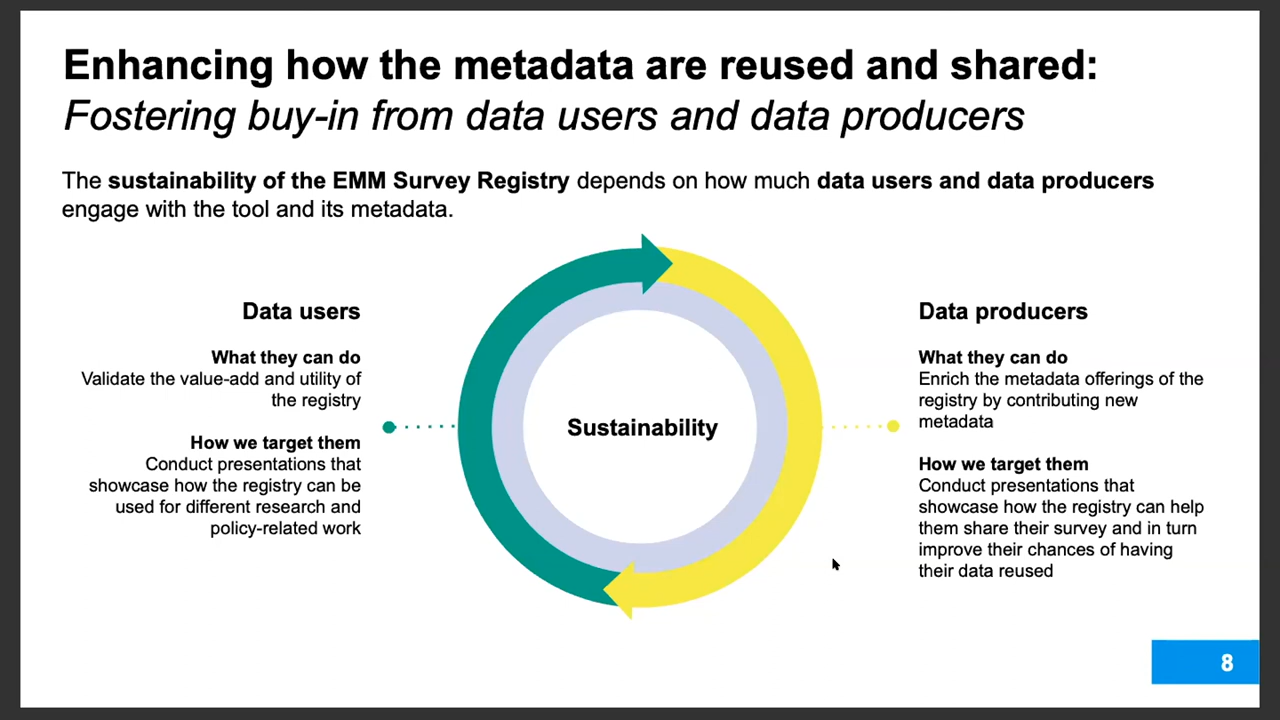 Enhancing how the metadata are reused and shared:
Fostering buy-in from data users and data producers
The sustainability of the EMM Survey Registry depends on how much data users and data producers
engage with the tool and its metadata.
Data users
What they can do
Validate the value-add and utility of
the registry
How we target them
Conduct presentations that
showcase how the registry can be
used for different research and
policy-related work
Sustainability
Data producers
What they can do
Enrich the metadata offerings of the
registry by contributing new
metadata
How we target them
Conduct presentations that
showcase how the registry can help
them share their survey and in turn
improve their chances of having
their data reused
8